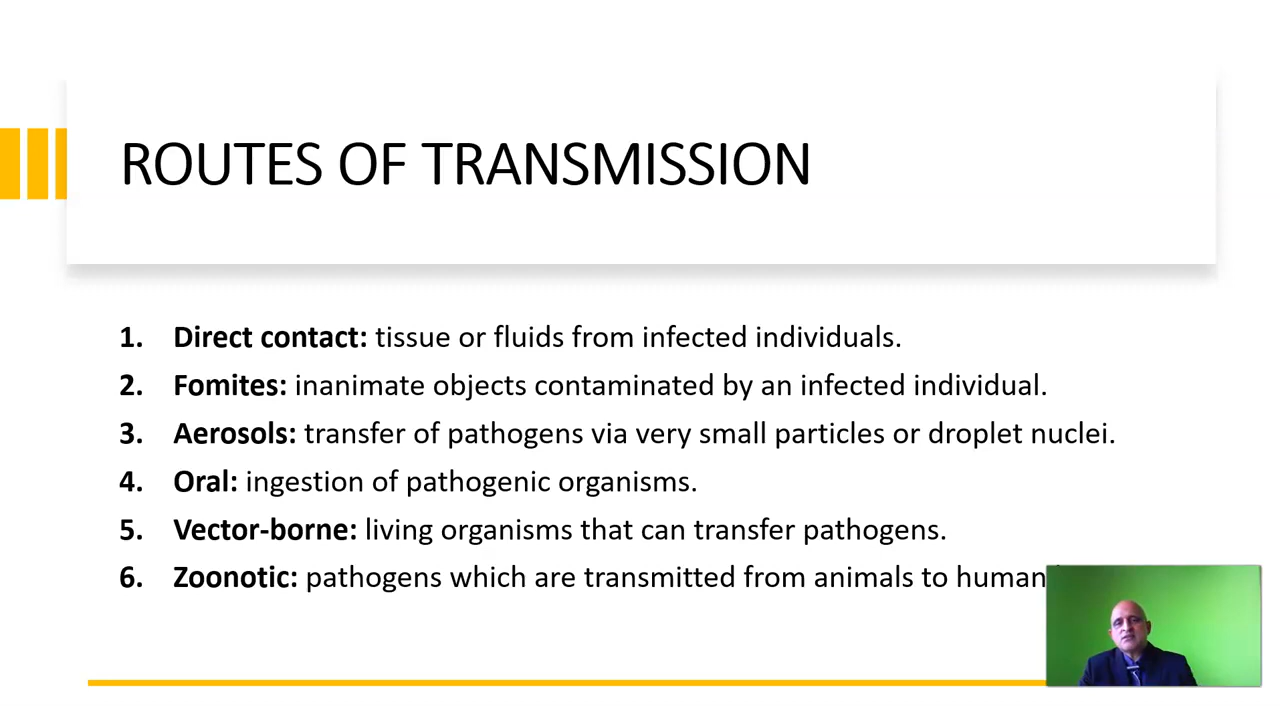 ROUTES OF TRANSMISSION
1. Direct contact: tissue or fluids from infected individuals.
2. Fomites: inanimate objects contaminated by an infected individual.
3. Aerosols: transfer of pathogens via very small particles or droplet nuclei.
4. Oral: ingestion of pathogenic organisms.
5. Vector-borne: living organisms that can transfer pathogens.
6. Zoonotic: pathogens which are transmitted from animals to human